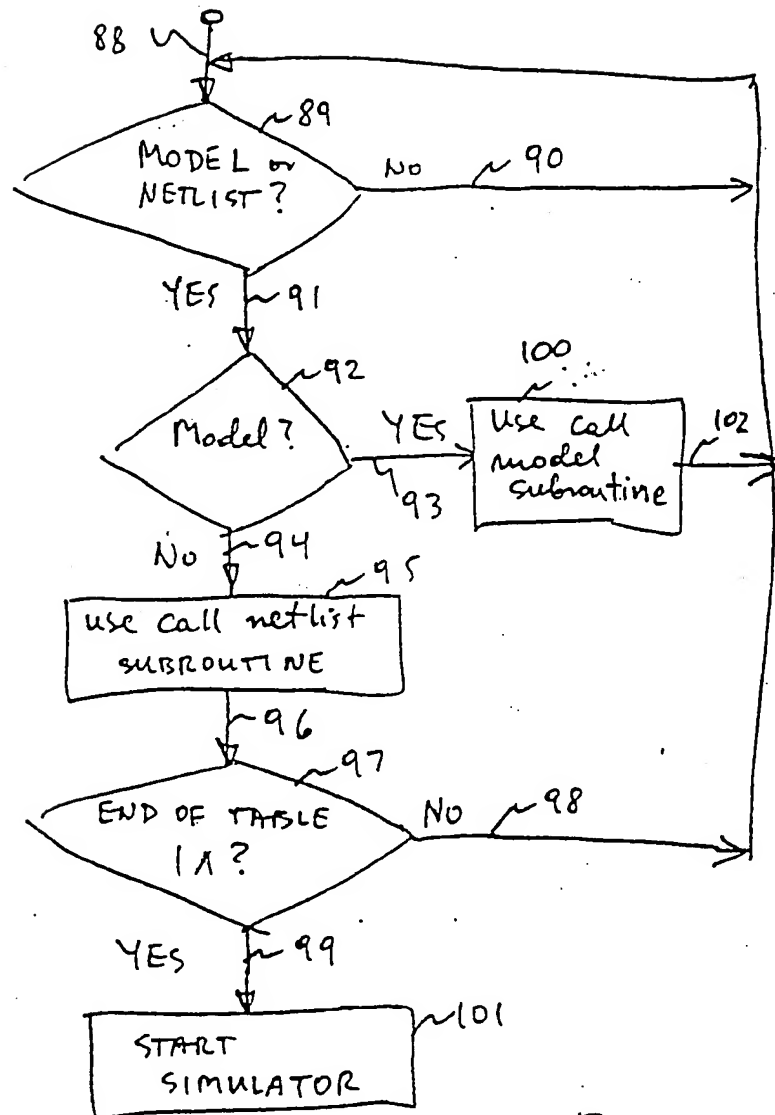 88
89
MODEL or
NETLIST?
NO
90
YES
91
92
Model?
YES
93
100
Use call
model
subroutine
102
NO
94
95
use call netlist
SUBROUTINE
96
97
END OF TABLE
1A?
NO
98
YES
99
101
START
SIMULATOR